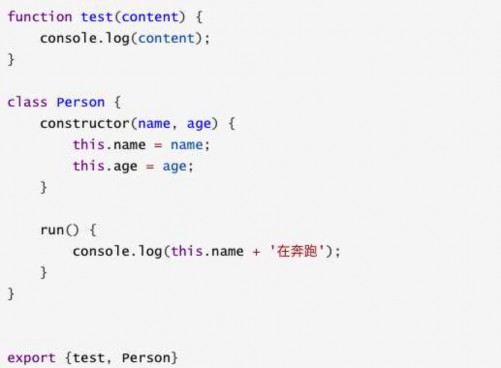 function test(content) {
    console.log(content);
}

class Person {
    constructor(name, age) {
        this.name = name;
        this.age = age;
    }

    run() {
        console.log(this.name + '在奔跑');
    }
}

export {test, Person}